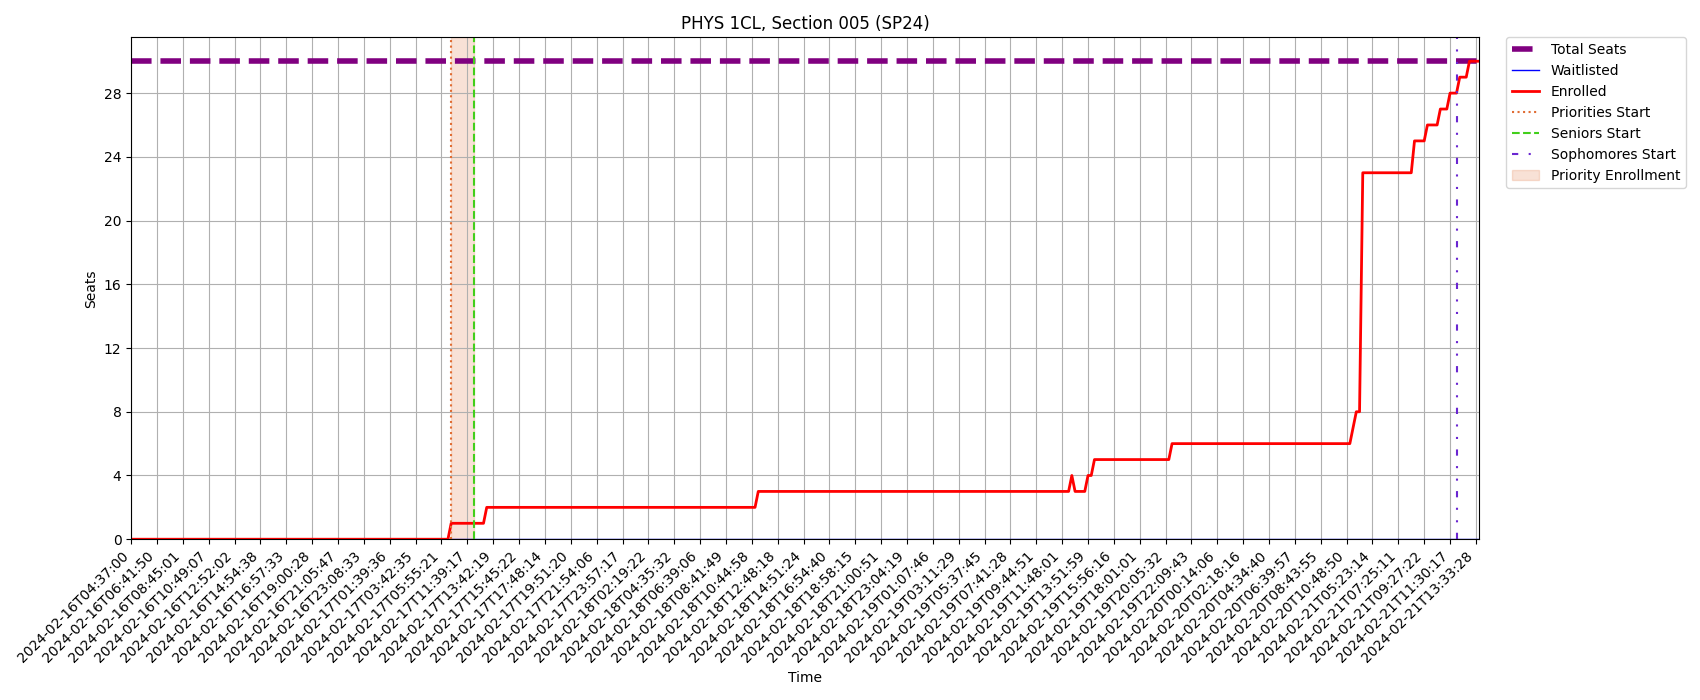 PHYS 1CL, Section 005 (SP24)
Total Seats
Waitlisted
Enrolled
Priorities Start
Seniors Start
Sophomores Start
Priority Enrollment
Seats
28
24
20
16
12
8
4
0
2024-02-16T04:37:00
2024-02-16T06:41:50
2024-02-16T08:45:01
2024-02-16T10:49:07
2024-02-16T12:52:02
2024-02-16T14:54:38
2024-02-16T16:57:33
2024-02-16T19:00:28
2024-02-16T21:05:47
2024-02-16T23:08:33
2024-02-17T01:39:36
2024-02-17T03:42:35
2024-02-17T05:55:21
2024-02-17T11:39:17
2024-02-17T13:42:19
2024-02-17T15:45:22
2024-02-17T17:48:14
2024-02-17T19:51:20
2024-02-17T21:54:06
2024-02-17T23:57:17
2024-02-18T02:19:22
2024-02-18T04:35:32
2024-02-18T06:39:06
2024-02-18T08:41:49
2024-02-18T10:44:58
2024-02-18T12:48:18
2024-02-18T14:51:24
2024-02-18T16:54:40
2024-02-18T18:58:15
2024-02-18T21:00:51
2024-02-18T23:04:19
2024-02-19T01:07:46
2024-02-19T03:11:29
2024-02-19T05:37:45
2024-02-19T07:41:28
2024-02-19T09:44:51
2024-02-19T11:48:01
2024-02-19T13:51:59
2024-02-19T15:56:16
2024-02-19T18:01:01
2024-02-19T20:05:32
2024-02-19T22:09:43
2024-02-20T00:14:06
2024-02-20T02:18:16
2024-02-20T04:34:40
2024-02-20T06:39:57
2024-02-20T08:43:55
2024-02-20T10:48:50
2024-02-21T05:23:14
2024-02-21T07:25:11
2024-02-21T09:27:22
2024-02-21T11:30:17
2024-02-21T13:33:28
Time